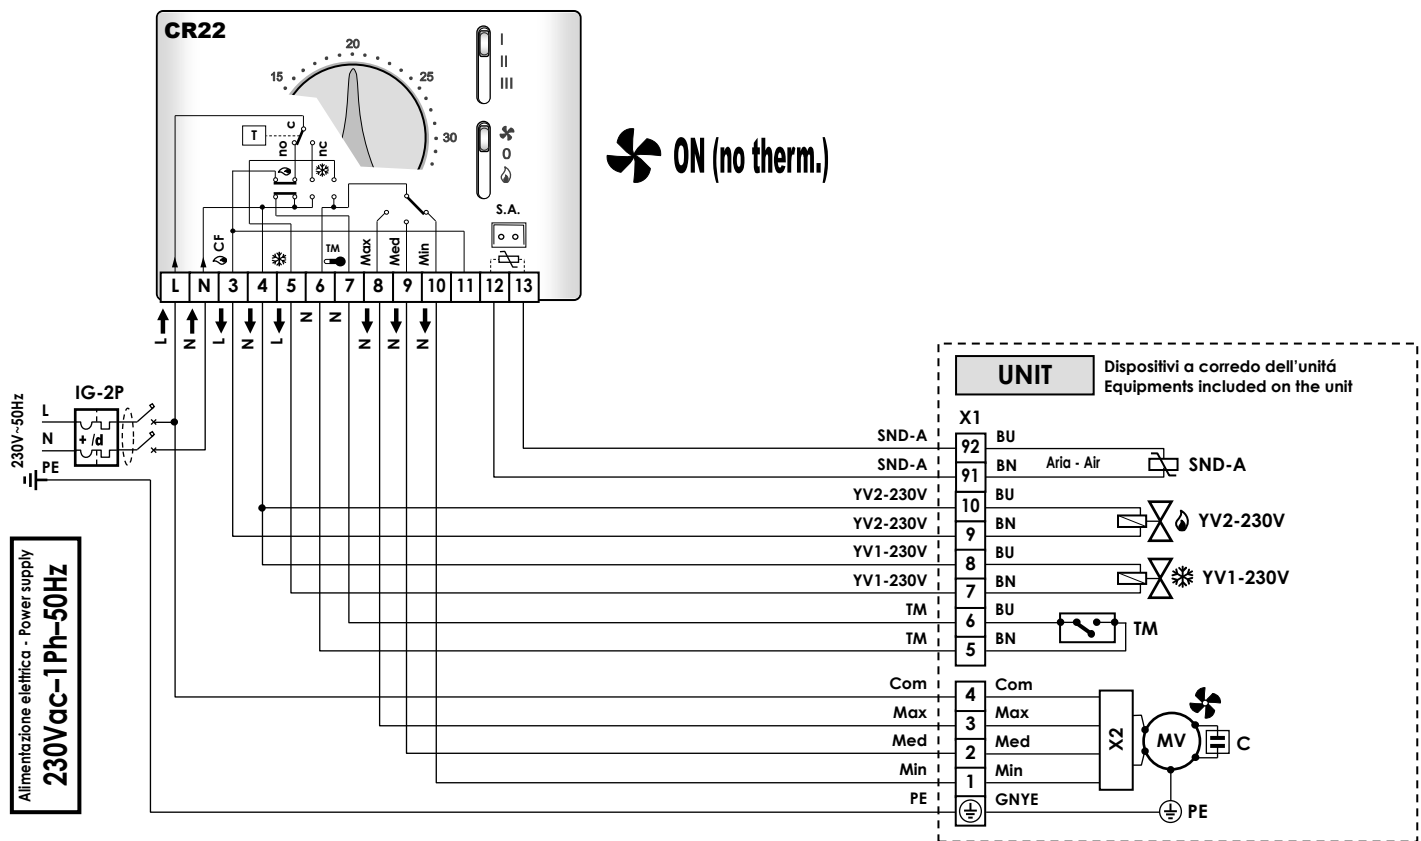 CR22
15
20
25
30
I
II
III
0
T
c
no
nc
S.A.
CF
TM
Max
Med
Min
L N 3 4 5 6 7 8 9 10 11 12 13
L N L N L N N N N N
ON (no therm.)
230V~50Hz
L
N
PE
IG-2P
+ /d
Alimentazione elettrica - Power supply
230Vac-1Ph-50Hz
UNIT
Dispositivi a corredo dell'unitá
Equipments included on the unit
X1
SND-A 92 BU
SND-A 91 BN Aria - Air SND-A
YV2-230V 10 BU
YV2-230V 9 BN YV2-230V
YV1-230V 8 BU
YV1-230V 7 BN YV1-230V
TM 6 BU TM
TM 5 BN
Com 4 Com
Max 3 Max
Med 2 Med
Min 1 Min
PE GNYE PE
X2
MV
C